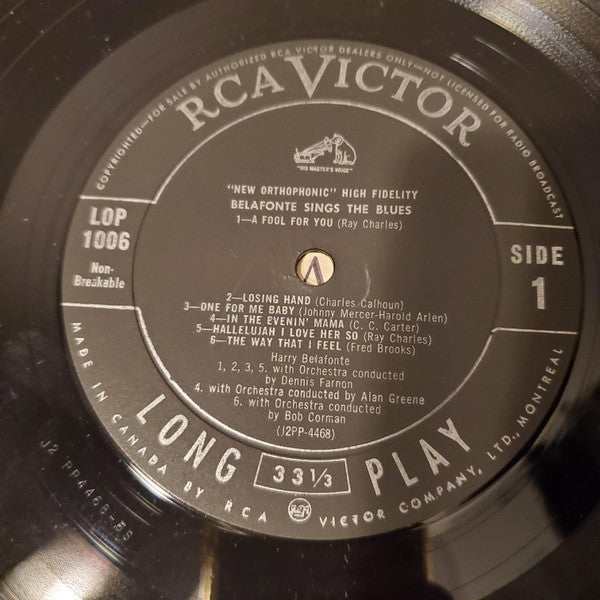 COPYRIGHTED—FOR SALE BY AUTHORIZED RCA VICTOR DEALERS ONLY—NOT LICENSED FOR RADIO BROADCAST
RCA VICTOR
"HIS MASTER'S VOICE"
"NEW ORTHOPHONIC" HIGH FIDELITY
BELAFONTE SINGS THE BLUES
1—A FOOL FOR YOU (Ray Charles)
LOP
1006
Non-
Breakable
SIDE
1
2—LOSING HAND (Charles Calhoun)
3—ONE FOR ME BABY (Johnny Mercer-Harold Arlen)
4—IN THE EVENIN' MAMA (C. C. Carter)
5—HALLELUJAH I LOVE HER SO (Ray Charles)
6—THE WAY THAT I FEEL (Fred Brooks)
Harry Belafonte
1, 2, 3, 5. with Orchestra conducted
by Dennis Farnon
4. with Orchestra conducted by Alan Greene
6. with Orchestra conducted
by Bob Corman
(J2PP-4468)
LONG 33⅓ PLAY
MADE IN CANADA BY RCA VICTOR COMPANY, LTD., MONTREAL